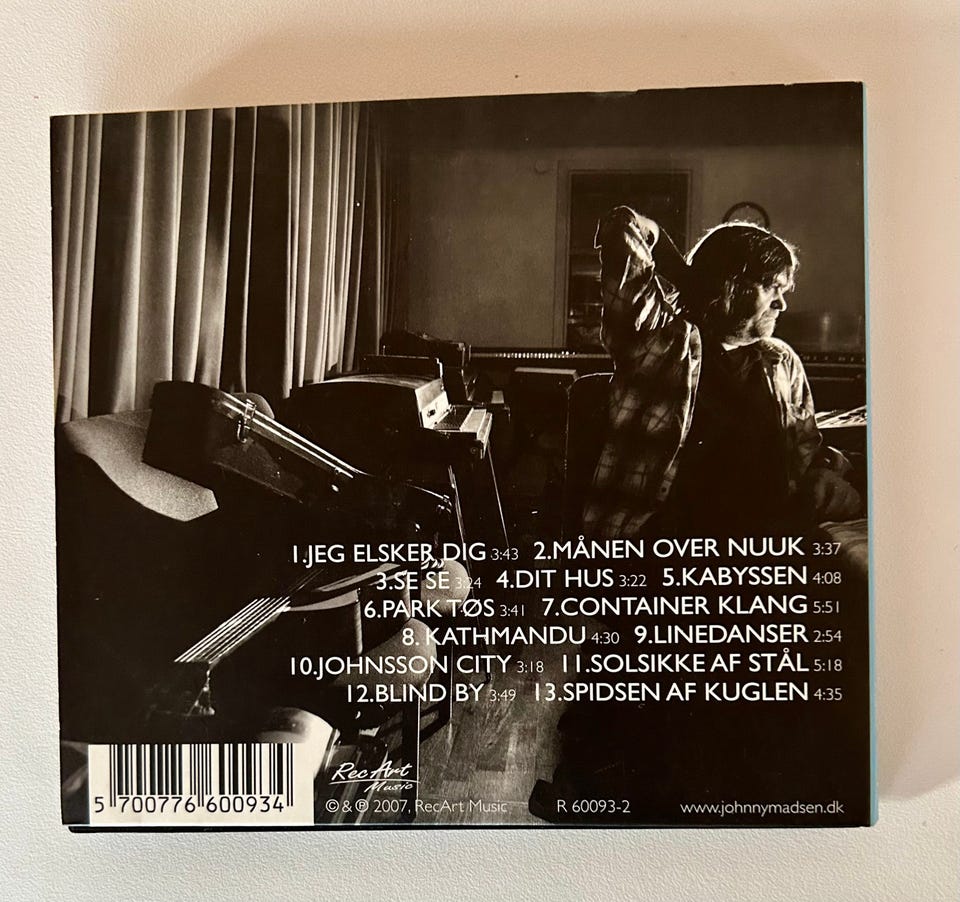 1.JEG ELSKER DIG 3:43 2.MÅNEN OVER NUUK 3:37
3.SE SE 3:24 4.DIT HUS 3:22 5.KABYSSEN 4:08
6.PARK TØS 3:41 7.CONTAINER KLANG 5:51
8. KATHMANDU 4:30 9.LINEDANSER 2:54
10.JOHNSSON CITY 3:18 11.SOLSIKKE AF STÅL 5:18
12.BLIND BY 3:49 13.SPIDSEN AF KUGLEN 4:35
RecArt
Music
5 700776 600934
© & ℗ 2007, RecArt Music R 60093-2 www.johnnymadsen.dk